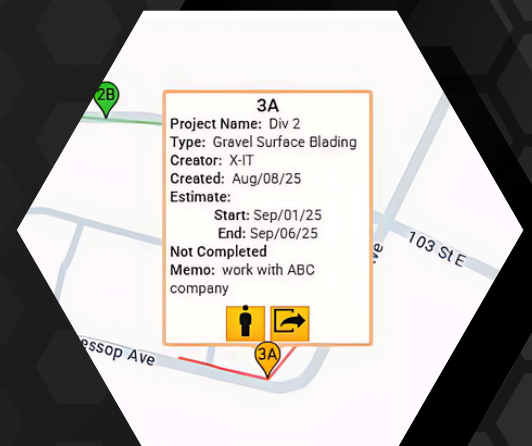 2B
3A
Project Name: Div 2
Type: Gravel Surface Blading
Creator: X-IT
Created: Aug/08/25
Estimate:
Start: Sep/01/25
End: Sep/06/25
Not Completed
Memo: work with ABC
company
103 St E
ve
essop Ave
3A